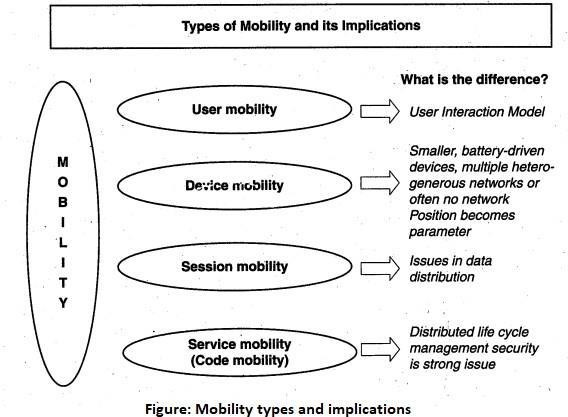 Types of Mobility and its Implications
What is the difference?
MOBILITY
User mobility
User Interaction Model
Device mobility
Smaller, battery-driven
devices, multiple hetero-
generous networks or
often no network
Position becomes
parameter
Session mobility
Issues in data
distribution
Service mobility
(Code mobility)
Distributed life cycle
management security
is strong issue
Figure: Mobility types and implications